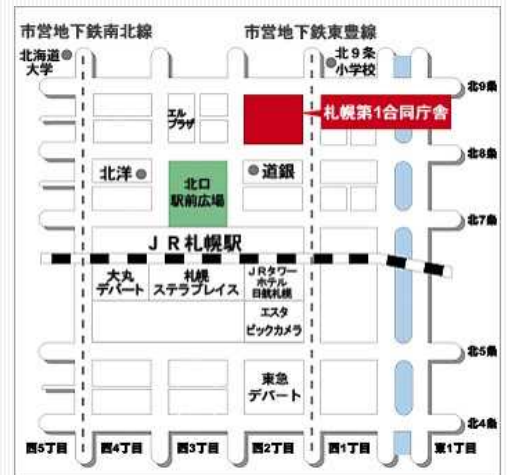 市営地下鉄南北線
市営地下鉄東豊線
北海道
大学
北9条
小学校
北9条
エル
プラザ
札幌第1合同庁舎
北8条
北洋
北口
駅前広場
道銀
北7条
JR札幌駅
大丸
デパート
札幌
ステラプレイス
JRタワー
ホテル
日航札幌
エスタ
ビックカメラ
北5条
東急
デパート
北4条
西5丁目
西4丁目
西3丁目
西2丁目
西1丁目
東1丁目